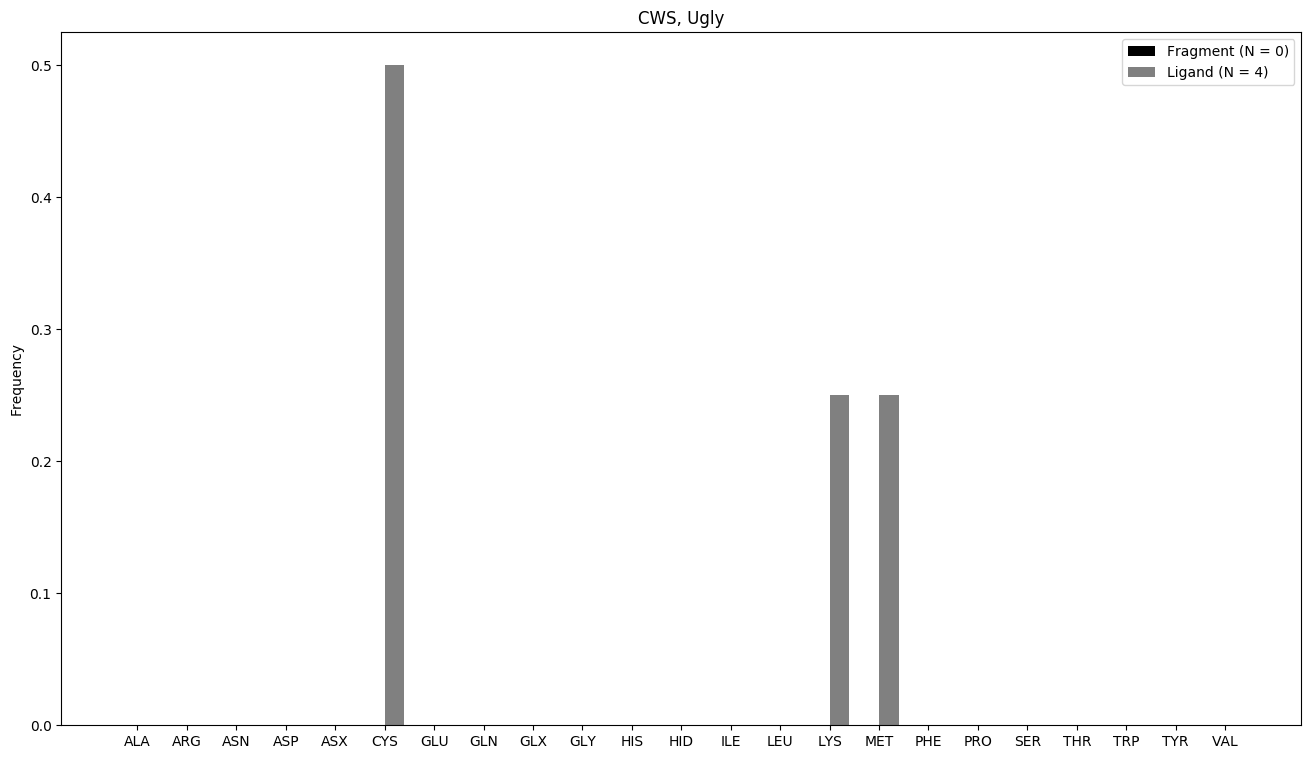 CWS, Ugly
Fragment (N = 0)
Ligand (N = 4)
Frequency
0.5
0.4
0.3
0.2
0.1
0.0
ALA ARG ASN ASP ASX CYS GLU GLN GLX GLY HIS HID ILE LEU LYS MET PHE PRO SER THR TRP TYR VAL